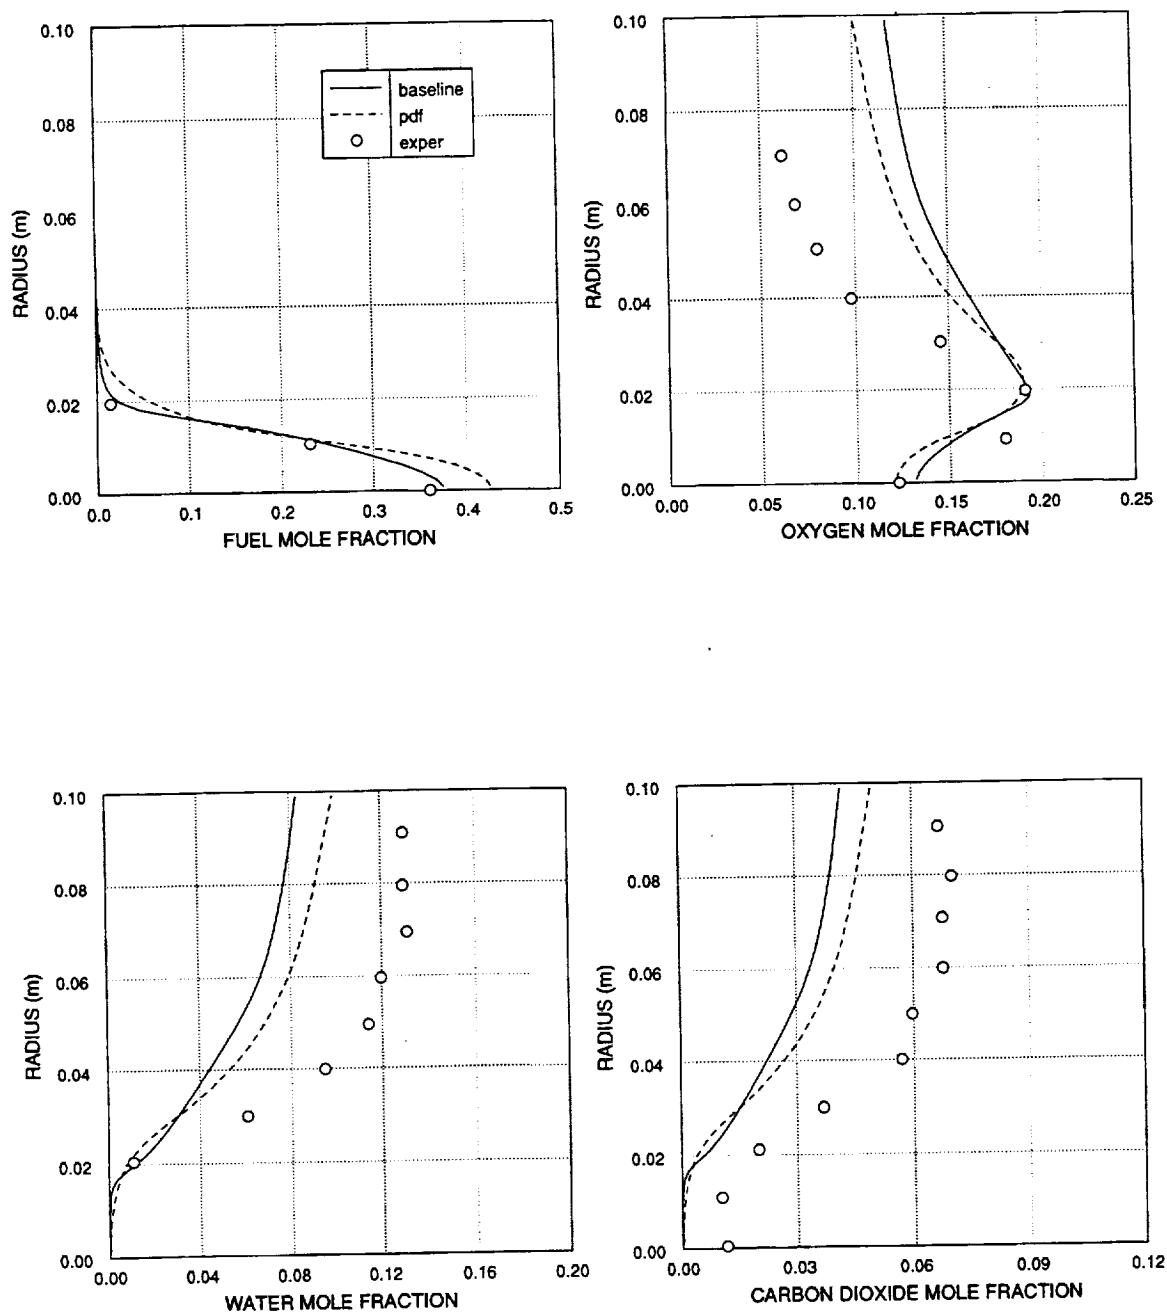 0.10
0.08
0.06
0.04
0.02
0.00
RADIUS (m)
baseline
pdf
exper
0.0 0.1 0.2 0.3 0.4 0.5
FUEL MOLE FRACTION
0.10
0.08
0.06
0.04
0.02
0.00
RADIUS (m)
0.00 0.05 0.10 0.15 0.20 0.25
OXYGEN MOLE FRACTION
0.10
0.08
0.06
0.04
0.02
0.00
RADIUS (m)
0.00 0.04 0.08 0.12 0.16 0.20
WATER MOLE FRACTION
0.10
0.08
0.06
0.04
0.02
0.00
RADIUS (m)
0.00 0.03 0.06 0.09 0.12
CARBON DIOXIDE MOLE FRACTION